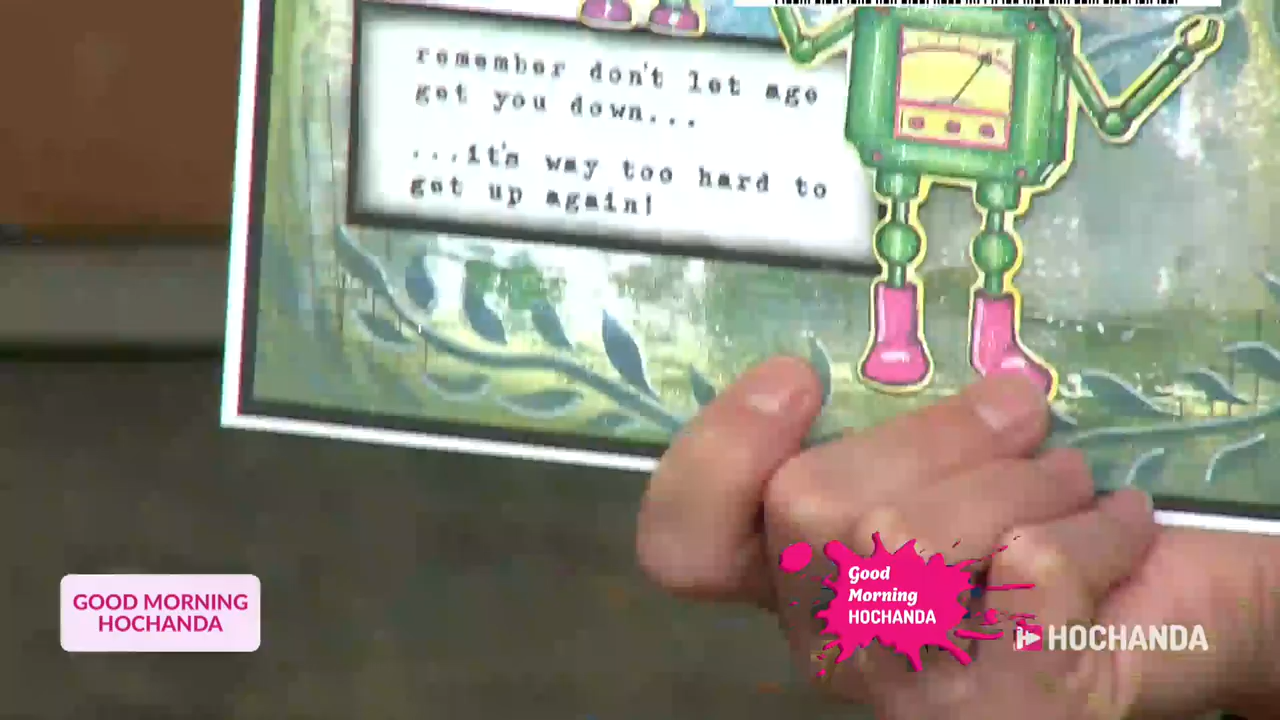 remember don't let age
get you down...
...it's way too hard to
get up again!
GOOD MORNING
HOCHANDA
Good
Morning
HOCHANDA
HOCHANDA